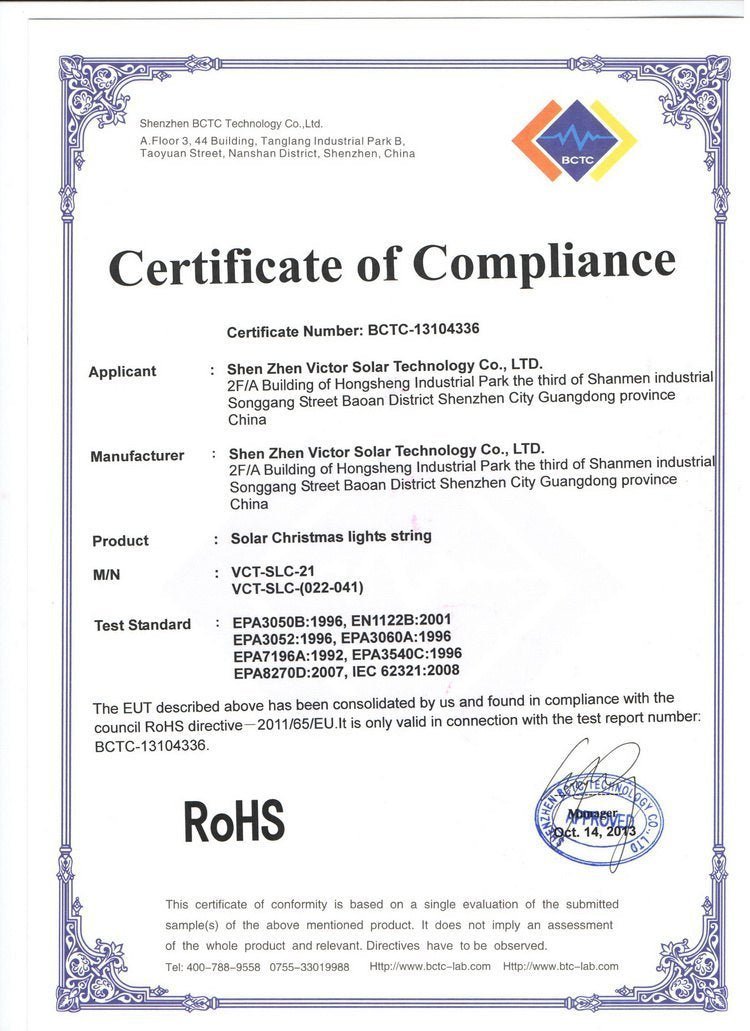 Shenzhen BCTC Technology Co.,Ltd.
A.Floor 3, 44 Building, Tanglang Industrial Park B,
Taoyuan Street, Nanshan District, Shenzhen, China
BCTC
Certificate of Compliance
Certificate Number: BCTC-13104336
Applicant : Shen Zhen Victor Solar Technology Co., LTD.
2F/A Building of Hongsheng Industrial Park the third of Shanmen industrial
Songgang Street Baoan District Shenzhen City Guangdong province
China
Manufacturer : Shen Zhen Victor Solar Technology Co., LTD.
2F/A Building of Hongsheng Industrial Park the third of Shanmen industrial
Songgang Street Baoan District Shenzhen City Guangdong province
China
Product : Solar Christmas lights string
M/N : VCT-SLC-21
VCT-SLC-(022-041)
Test Standard : EPA3050B:1996, EN1122B:2001
EPA3052:1996, EPA3060A:1996
EPA7196A:1992, EPA3540C:1996
EPA8270D:2007, IEC 62321:2008
The EUT described above has been consolidated by us and found in compliance with the
council RoHS directive－2011/65/EU.It is only valid in connection with the test report number:
BCTC-13104336.
RoHS
SHENZHEN BCTC TECHNOLOGY CO., LTD
Manager
APPROVED
Oct. 14, 2013
This certificate of conformity is based on a single evaluation of the submitted
sample(s) of the above mentioned product. It does not imply an assessment
of the whole product and relevant. Directives have to be observed.
Tel: 400-788-9558 0755-33019988 Http://www.bctc-lab.com Http://www.btc-lab.com